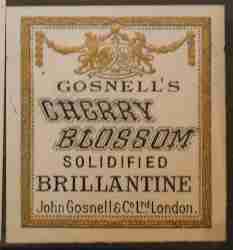 GOSNELL'S
CHERRY
BLOSSOM
SOLIDIFIED
BRILLANTINE
John Gosnell & Co. Ltd London.